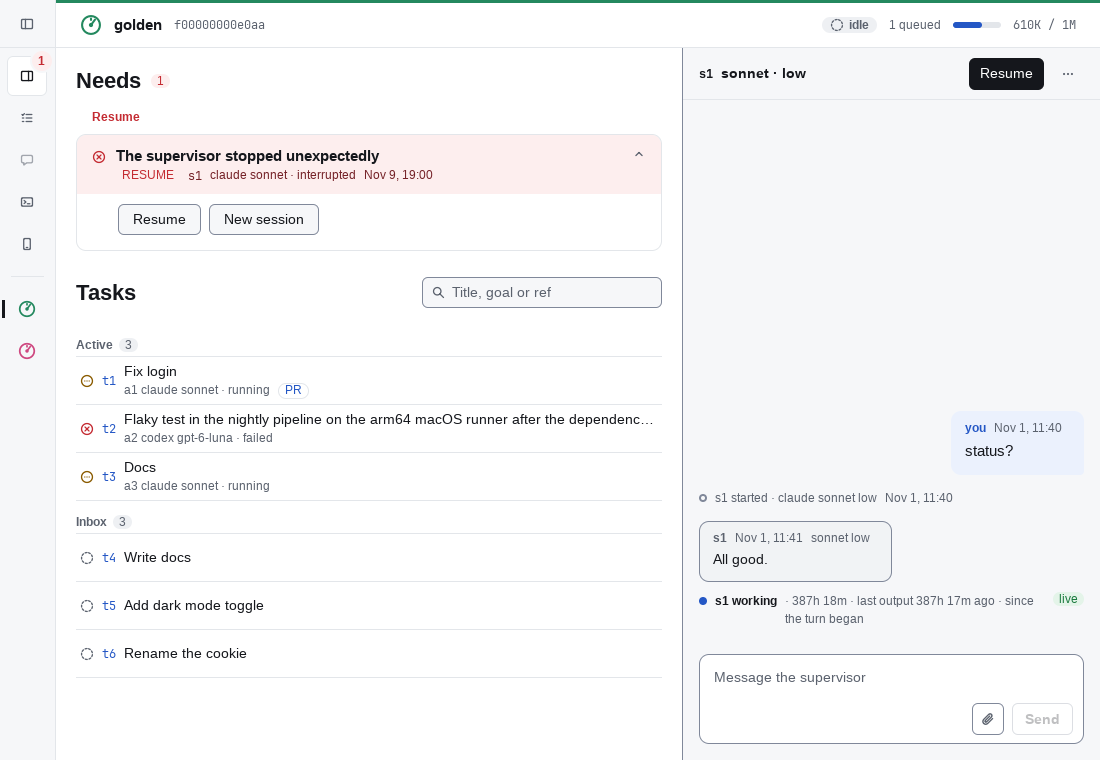 golden f00000000e0aa idle 1 queued 610K / 1M
1
Needs 1
Resume
The supervisor stopped unexpectedly
RESUME s1 claude sonnet · interrupted Nov 9, 19:00
Resume New session
Tasks Title, goal or ref
Active 3
t1 Fix login
a1 claude sonnet · running PR
t2 Flaky test in the nightly pipeline on the arm64 macOS runner after the dependenc…
a2 codex gpt-6-luna · failed
t3 Docs
a3 claude sonnet · running
Inbox 3
t4 Write docs
t5 Add dark mode toggle
t6 Rename the cookie
s1 sonnet · low Resume ···
you Nov 1, 11:40
status?
s1 started · claude sonnet low Nov 1, 11:40
s1 Nov 1, 11:41 sonnet low
All good.
s1 working · 387h 18m · last output 387h 17m ago · since live
the turn began
Message the supervisor
Send